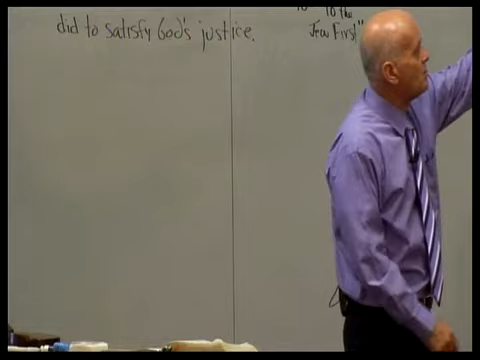 did to satisfy God's justice.
"To the
Jew First"